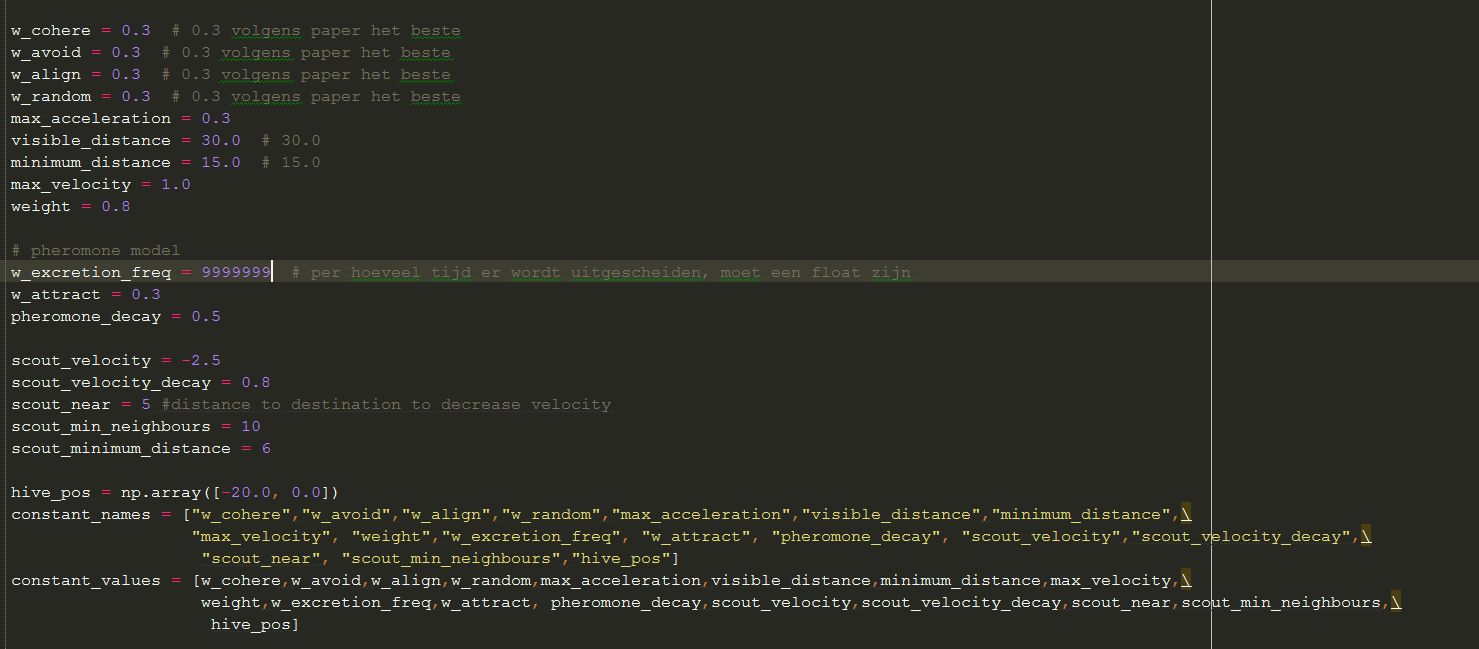 w_cohere = 0.3  # 0.3 volgens paper het beste
w_avoid = 0.3  # 0.3 volgens paper het beste
w_align = 0.3  # 0.3 volgens paper het beste
w_random = 0.3  # 0.3 volgens paper het beste
max_acceleration = 0.3
visible_distance = 30.0  # 30.0
minimum_distance = 15.0  # 15.0
max_velocity = 1.0
weight = 0.8
# pheromone model
w_excretion_freq = 9999999  # per hoeveel tijd er wordt uitgescheiden, moet een float zijn
w_attract = 0.3
pheromone_decay = 0.5
scout_velocity = -2.5
scout_velocity_decay = 0.8
scout_near = 5 #distance to destination to decrease velocity
scout_min_neighbours = 10
scout_minimum_distance = 6
hive_pos = np.array([-20.0, 0.0])
constant_names = ["w_cohere","w_avoid","w_align","w_random","max_acceleration","visible_distance","minimum_distance",\
"max_velocity", "weight","w_excretion_freq", "w_attract", "pheromone_decay", "scout_velocity","scout_velocity_decay",\
"scout_near", "scout_min_neighbours","hive_pos"]
constant_values = [w_cohere,w_avoid,w_align,w_random,max_acceleration,visible_distance,minimum_distance,max_velocity,\
weight,w_excretion_freq,w_attract, pheromone_decay,scout_velocity,scout_velocity_decay,scout_near,scout_min_neighbours,\
hive_pos]